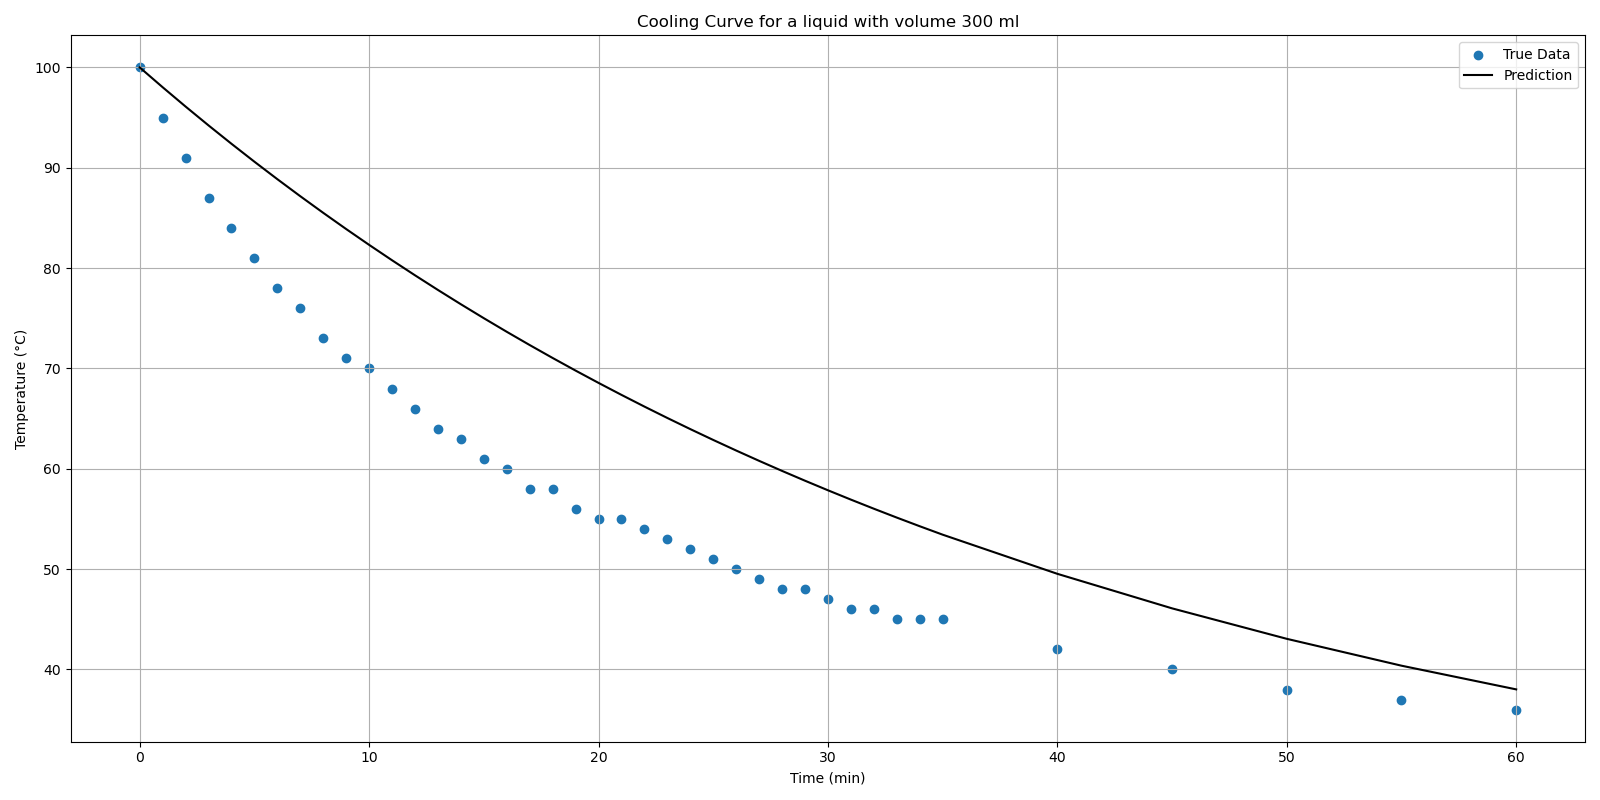 Cooling Curve for a liquid with volume 300 ml
True Data
Prediction
100
90
80
70
60
50
40
Temperature (°C)
0 10 20 30 40 50 60
Time (min)